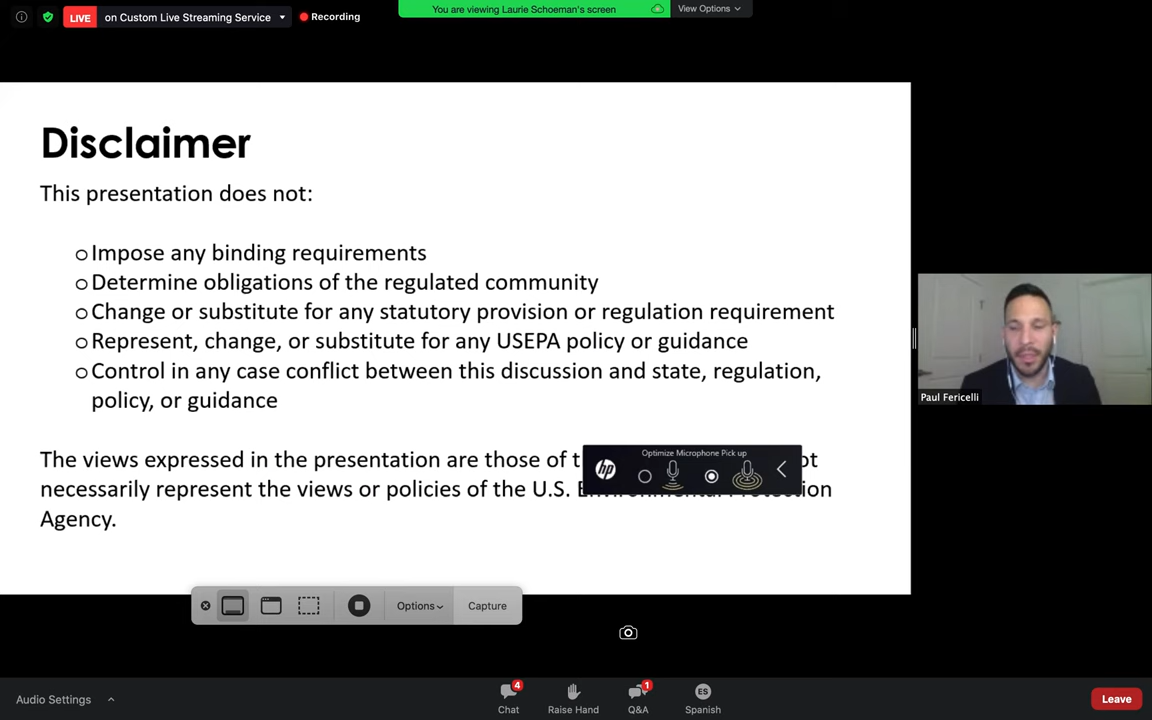 LIVE on Custom Live Streaming Service Recording
You are viewing Laurie Schoeman's screen View Options
Disclaimer
This presentation does not:
o Impose any binding requirements
o Determine obligations of the regulated community
o Change or substitute for any statutory provision or regulation requirement
o Represent, change, or substitute for any USEPA policy or guidance
o Control in any case conflict between this discussion and state, regulation,
policy, or guidance
The views expressed in the presentation are those of
necessarily represent the views or policies of the U.S. Environmental Protection
Agency.
hp Optimize Microphone Pick up
Paul Fericelli
Options Capture
Audio Settings
4
Chat
Raise Hand
1
Q&A
ES
Spanish
Leave